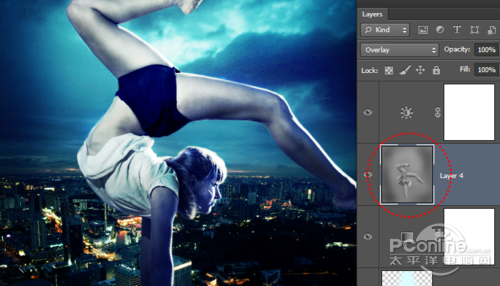 Layers
Kind
Overlay
Opacity: 100%
Lock:
Fill: 100%
Layer 4
PConline
太平洋电脑网